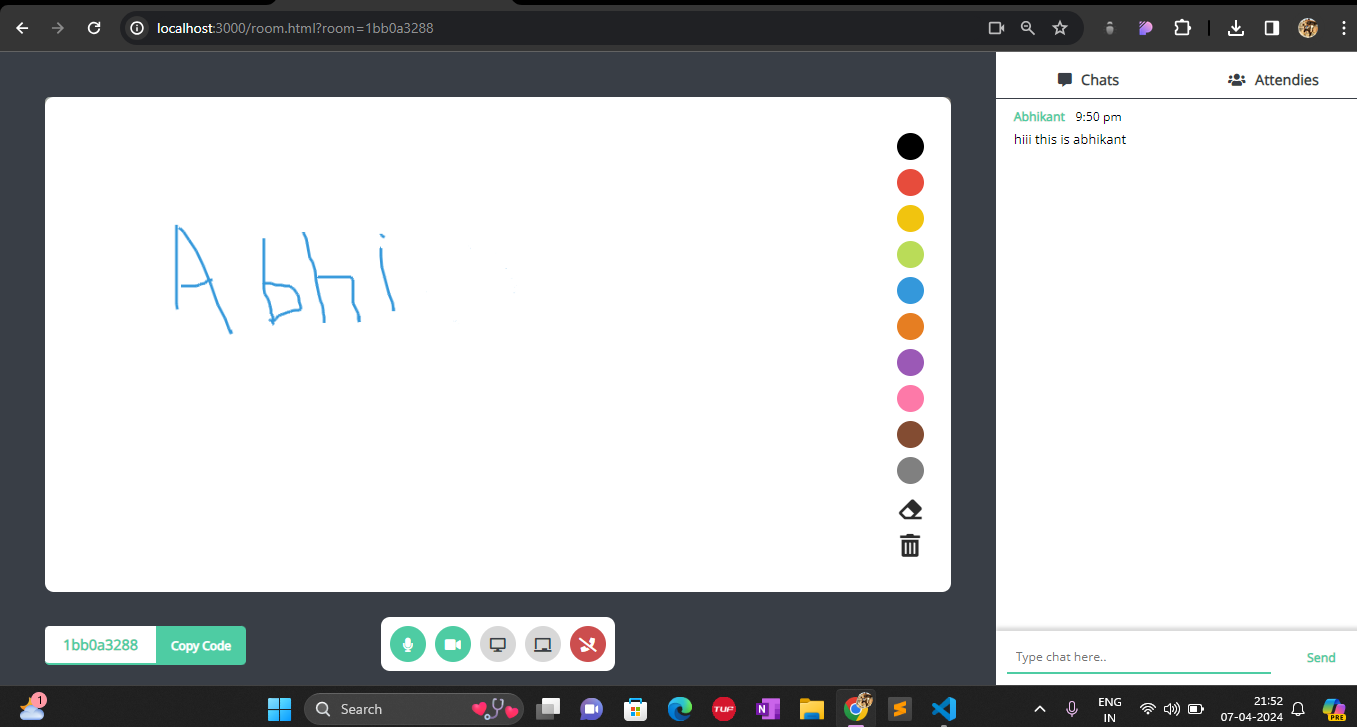 localhost:3000/room.html?room=1bb0a3288
Chats
Attendies
Abhikant 9:50 pm
hiii this is abhikant
Abhi
1bb0a3288
Copy Code
Type chat here..
Send
1
Search
TUF
N
ENG
IN
21:52
07-04-2024
PRE